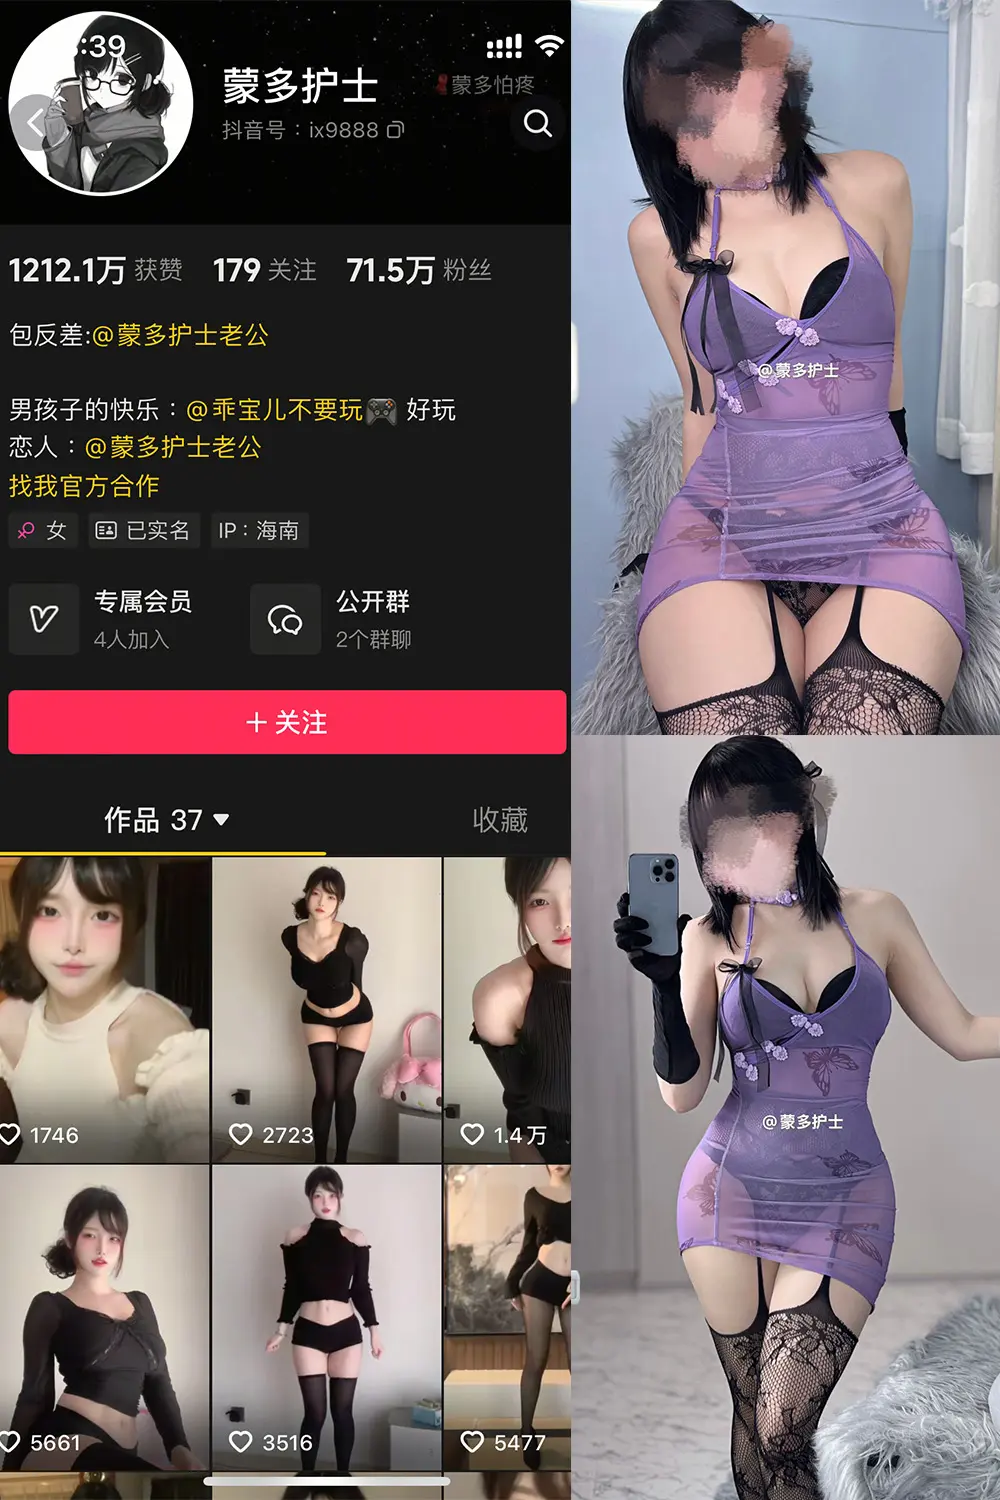 :39
蒙多护士
蒙多怕疼
抖音号：ix9888
1212.1万 获赞 179 关注 71.5万 粉丝
包反差:@蒙多护士老公
男孩子的快乐：@乖宝儿不要玩🎮 好玩
恋人：@蒙多护士老公
找我官方合作
女 已实名 IP：海南
专属会员
4人加入
公开群
2个群聊
+ 关注
作品 37 收藏
1746
2723
1.4万
5661
3516
5477
@蒙多护士
@蒙多护士